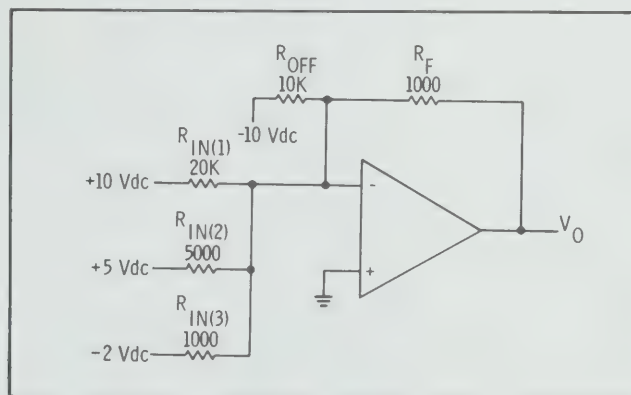 R OFF
10K
R F
1000
-10 Vdc
R IN(1)
20K
+10 Vdc
-
V O
R IN(2)
5000
+5 Vdc
+
R IN(3)
1000
-2 Vdc